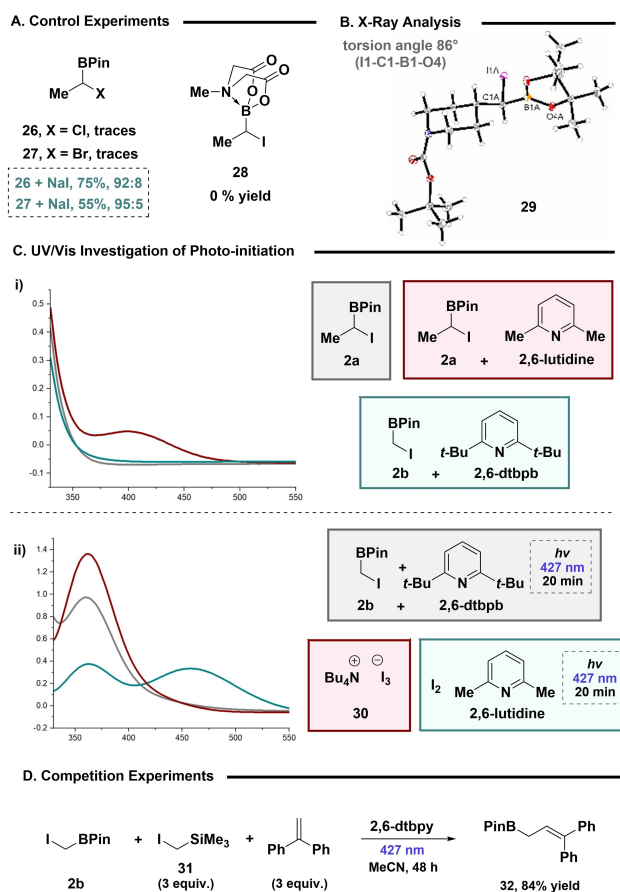 A. Control Experiments
BPin
Me
X
26, X = Cl, traces
27, X = Br, traces
26 + NaI, 75%, 92:8
27 + NaI, 55%, 95:5
O
O
Me
N
O
O
B
Me
I
28
0 % yield
B. X-Ray Analysis
torsion angle 86°
(I1-C1-B1-O4)
I1A
C1A
B1A
O4A
29
C. UV/Vis Investigation of Photo-initiation
i)
0.5
0.4
0.3
0.2
0.1
0.0
-0.1
350
400
450
500
550
BPin
Me
I
2a
BPin
Me
I
2a
+
Me
N
Me
2,6-lutidine
BPin
I
2b
+
t-Bu
N
t-Bu
2,6-dtbpb
ii)
1.4
1.2
1.0
0.8
0.6
0.4
0.2
0.0
-0.2
350
400
450
500
550
BPin
I
+
t-Bu
N
t-Bu
2b
+
2,6-dtbpb
hv
427 nm
20 min
Bu4N
+
−
I3
30
I2
Me
N
Me
2,6-lutidine
hv
427 nm
20 min
D. Competition Experiments
I
BPin
2b
+
I
SiMe3
31
(3 equiv.)
+
Ph
Ph
(3 equiv.)
2,6-dtbpy
427 nm
MeCN, 48 h
PinB
Ph
Ph
32, 84% yield